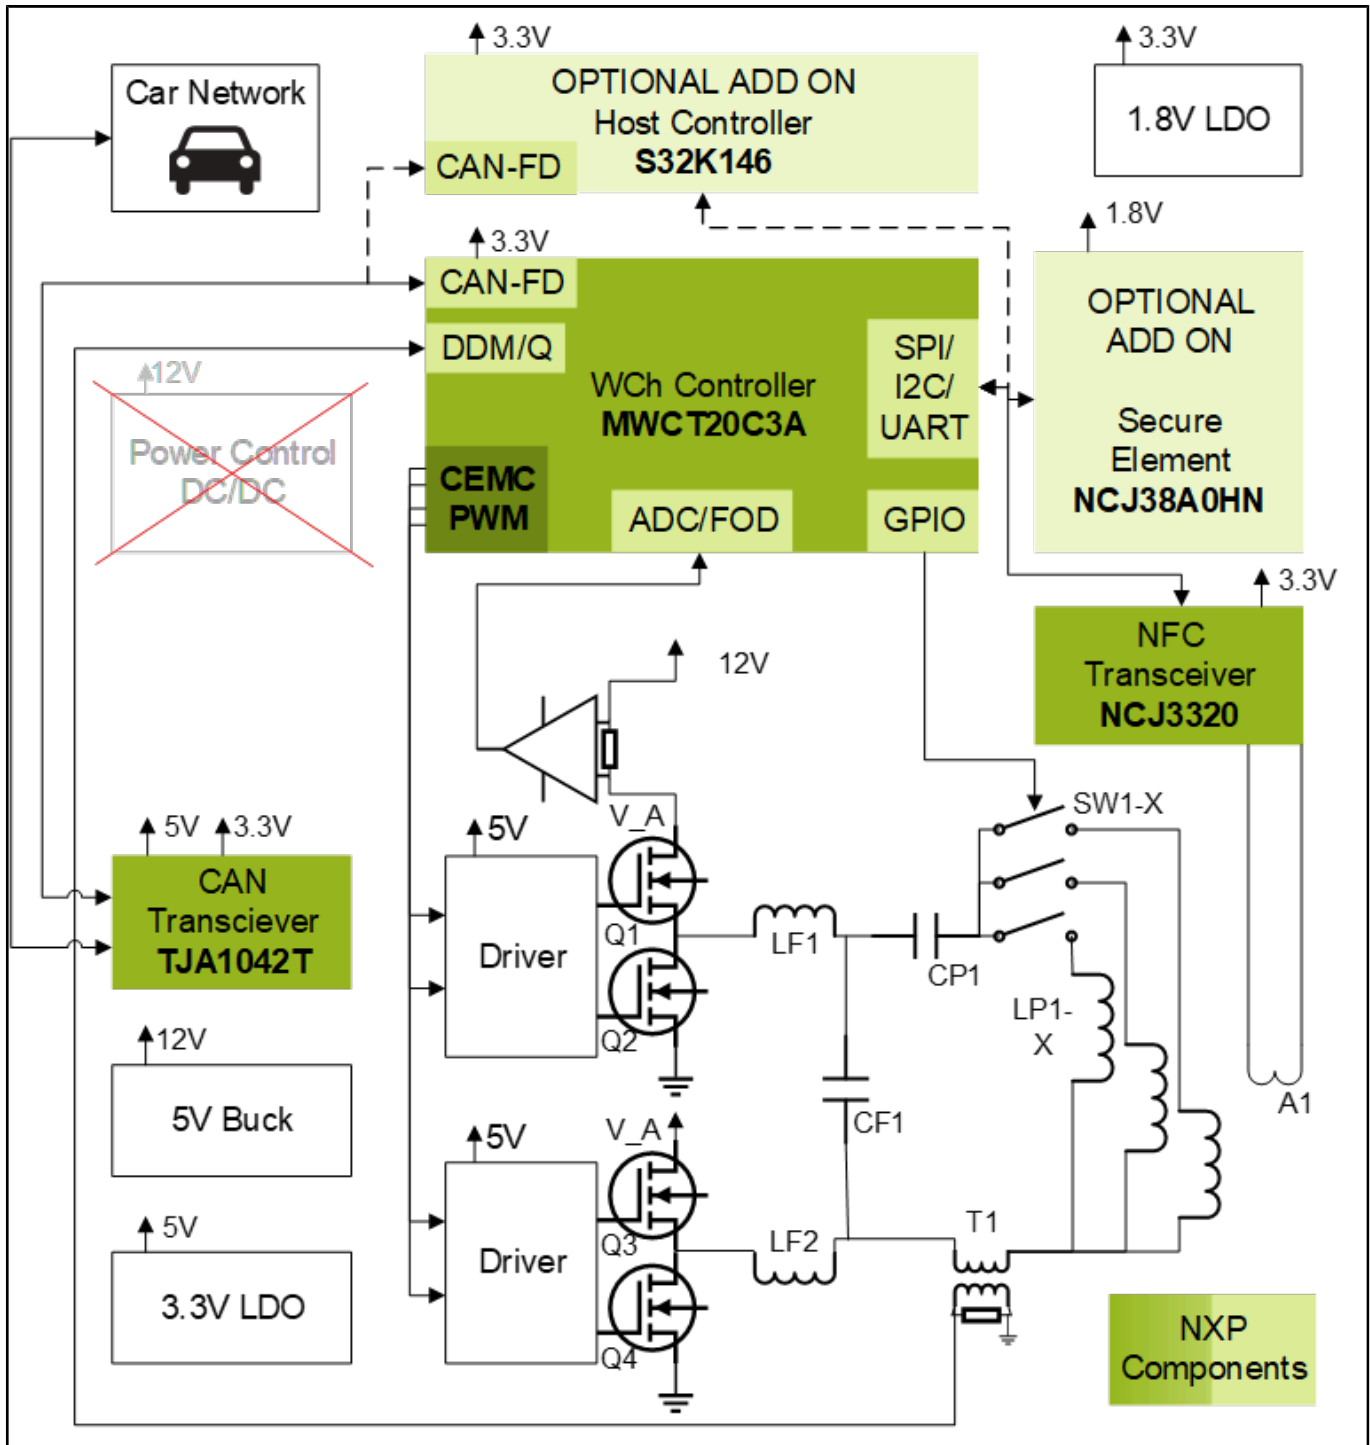 3.3V
3.3V
Car Network
OPTIONAL ADD ON
Host Controller
S32K146
CAN-FD
1.8V LDO
1.8V
3.3V
CAN-FD
DDM/Q
WCh Controller
MWCT20C3A
SPI/
I2C/
UART
OPTIONAL
ADD ON
Secure
Element
NCJ38A0HN
12V
Power Control
DC/DC
CEMC
PWM
ADC/FOD
GPIO
3.3V
NFC
Transceiver
NCJ3320
12V
V_A
SW1-X
5V
3.3V
CAN
Transciever
TJA1042T
5V
Driver
Q1
Q2
LF1
CP1
LP1-
X
A1
12V
5V Buck
CF1
V_A
5V
Driver
Q3
Q4
LF2
T1
5V
3.3V LDO
NXP
Components